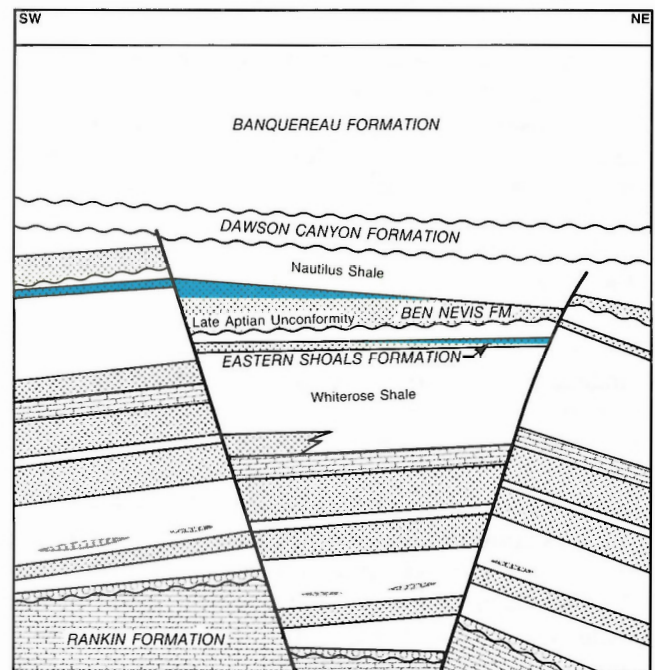 SW
NE
BANQUEREAU FORMATION
DAWSON CANYON FORMATION
Nautilus Shale
BEN NEVIS FM.
Late Aptian Unconformity
EASTERN SHOALS FORMATION
Whiterose Shale
RANKIN FORMATION